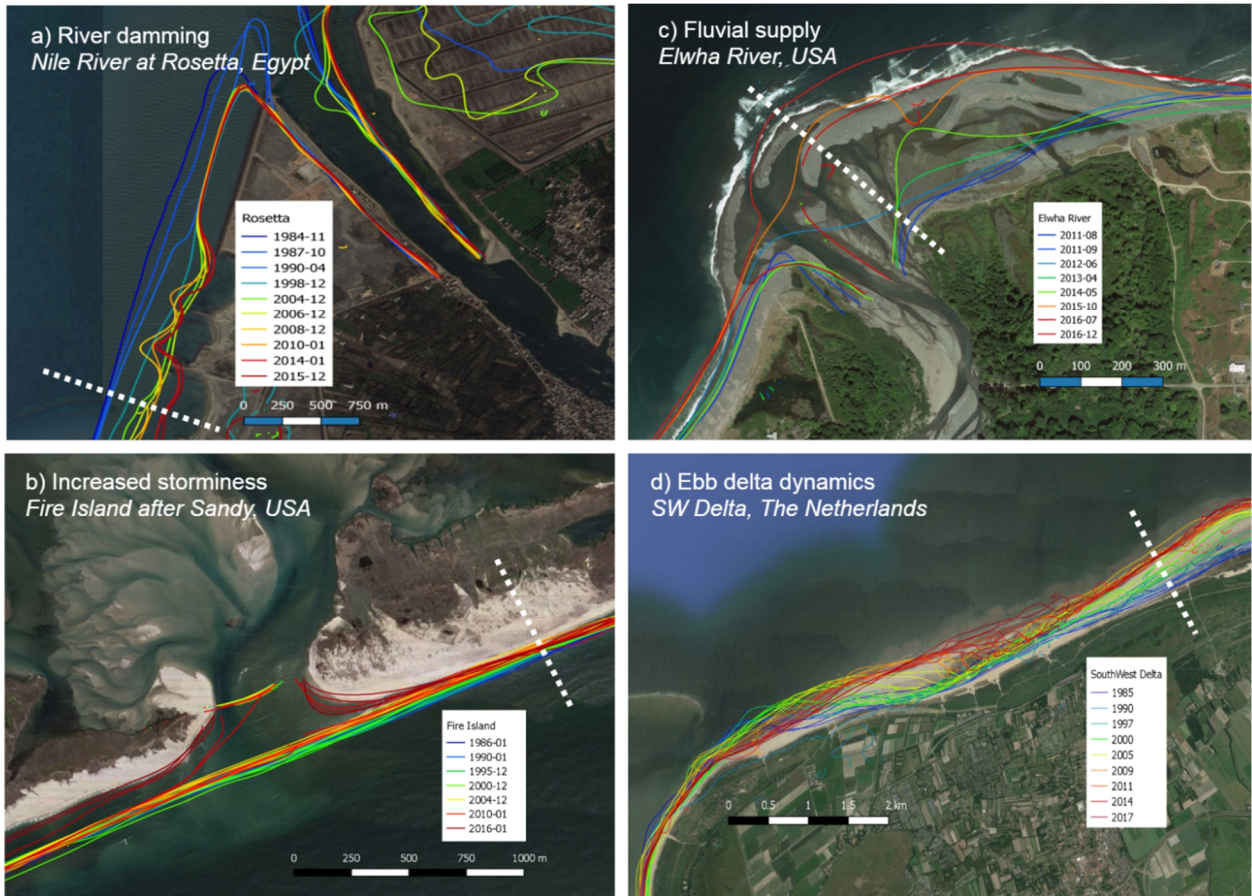 a) River damming
Nile River at Rosetta, Egypt
Rosetta
1984-11
1987-10
1990-04
1998-12
2004-12
2006-12
2008-12
2010-01
2014-01
2015-12
0 250 500 750 m
c) Fluvial supply
Elwha River, USA
Elwha River
2011-08
2011-09
2012-06
2013-04
2014-05
2015-10
2016-07
2016-12
0 100 200 300 m
b) Increased storminess
Fire Island after Sandy, USA
Fire Island
1986-01
1990-01
1995-12
2000-12
2004-12
2010-01
2016-01
0 250 500 750 1000 m
d) Ebb delta dynamics
SW Delta, The Netherlands
SouthWest Delta
1985
1990
1997
2000
2005
2009
2011
2014
2017
0 0.5 1 1.5 2 km